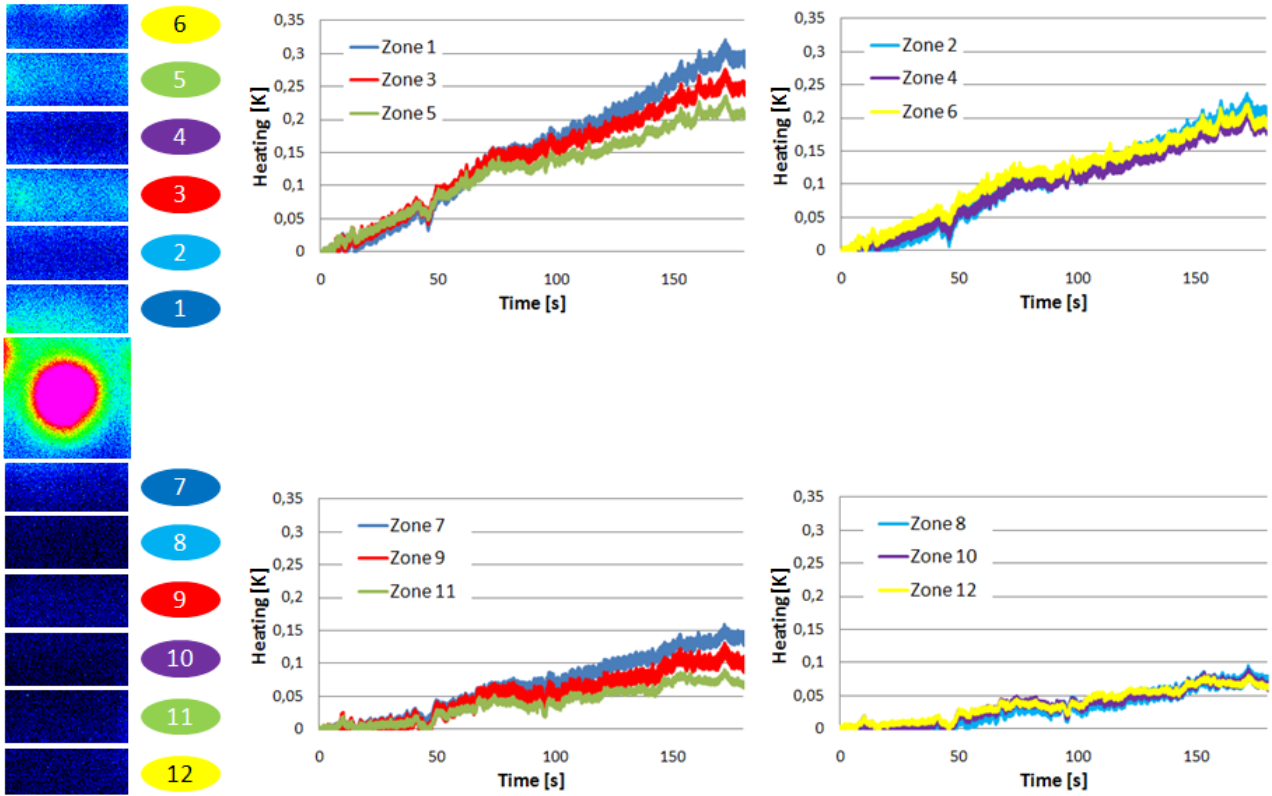 6
5
4
3
2
1
7
8
9
10
11
12
0,35
0,3
0,25
0,2
0,15
0,1
0,05
0
Heating [K]
Zone 1
Zone 3
Zone 5
0 50 100 150
Time [s]
0,35
0,3
0,25
0,2
0,15
0,1
0,05
0
Heating [K]
Zone 2
Zone 4
Zone 6
0 50 100 150
Time [s]
0,35
0,3
0,25
0,2
0,15
0,1
0,05
0
Heating [K]
Zone 7
Zone 9
Zone 11
0 50 100 150
Time [s]
0,35
0,3
0,25
0,2
0,15
0,1
0,05
0
Heating [K]
Zone 8
Zone 10
Zone 12
0 50 100 150
Time [s]